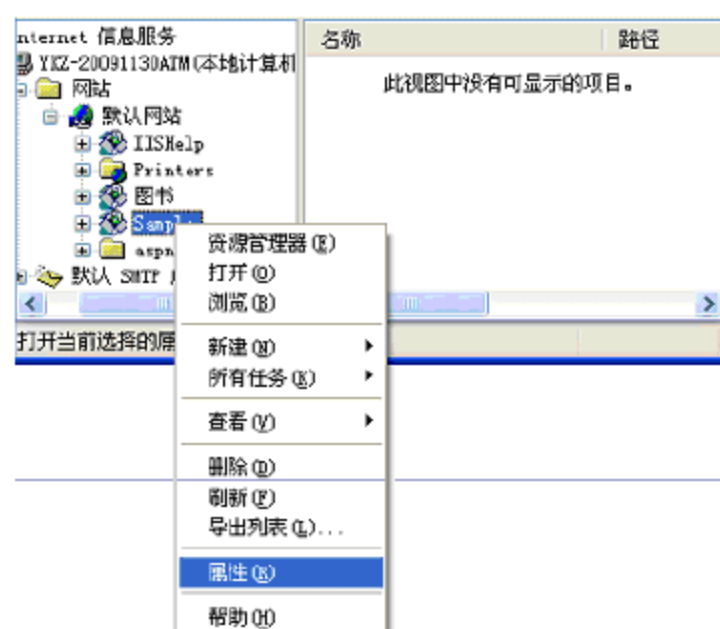 nternet 信息服务
YKZ-20091130ATM(本地计算机
网站
默认网站
IISHelp
Printers
图书
Sampl
aspn
默认 SMTP
打开当前选择的属
名称 路径
此视图中没有可显示的项目。
资源管理器(E)
打开(O)
浏览(B)
新建(N)
所有任务(K)
查看(V)
删除(D)
刷新(F)
导出列表(L)...
属性(R)
帮助(H)